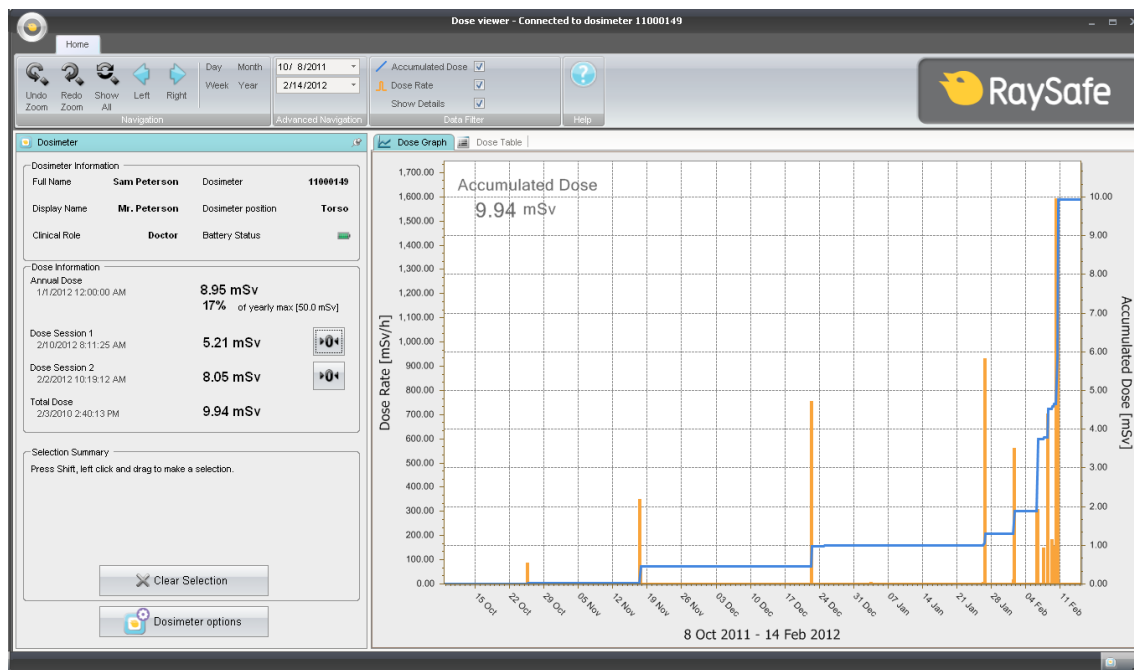 Dose viewer - Connected to dosimeter 11000149
Home
Undo Zoom
Redo Zoom
Show All
Left
Right
Day Month
Week Year
Navigation
10/ 8/2011
2/14/2012
Advanced Navigation
Accumulated Dose
Dose Rate
Show Details
Data Filter
Help
RaySafe
Dosimeter
Dosimeter Information
Full Name Sam Peterson Dosimeter 11000149
Display Name Mr. Peterson Dosimeter position Torso
Clinical Role Doctor Battery Status
Dose Information
Annual Dose
1/1/2012 12:00:00 AM
8.95 mSv
17% of yearly max [50.0 mSv]
Dose Session 1
2/10/2012 8:11:25 AM
5.21 mSv
0
Dose Session 2
2/2/2012 10:19:12 AM
8.05 mSv
0
Total Dose
2/3/2010 2:40:13 PM
9.94 mSv
Selection Summary
Press Shift, left click and drag to make a selection.
Clear Selection
Dosimeter options
Dose Graph
Dose Table
Accumulated Dose
9.94 mSv
Dose Rate [mSv/h]
1,700.00
1,600.00
1,500.00
1,400.00
1,300.00
1,200.00
1,100.00
1,000.00
900.00
800.00
700.00
600.00
500.00
400.00
300.00
200.00
100.00
0.00
10.00
9.00
8.00
7.00
6.00
5.00
4.00
3.00
2.00
1.00
0.00
Accumulated Dose [mSv]
15 Oct
22 Oct
29 Oct
05 Nov
12 Nov
19 Nov
26 Nov
03 Dec
10 Dec
17 Dec
24 Dec
31 Dec
07 Jan
14 Jan
21 Jan
28 Jan
04 Feb
11 Feb
8 Oct 2011 - 14 Feb 2012